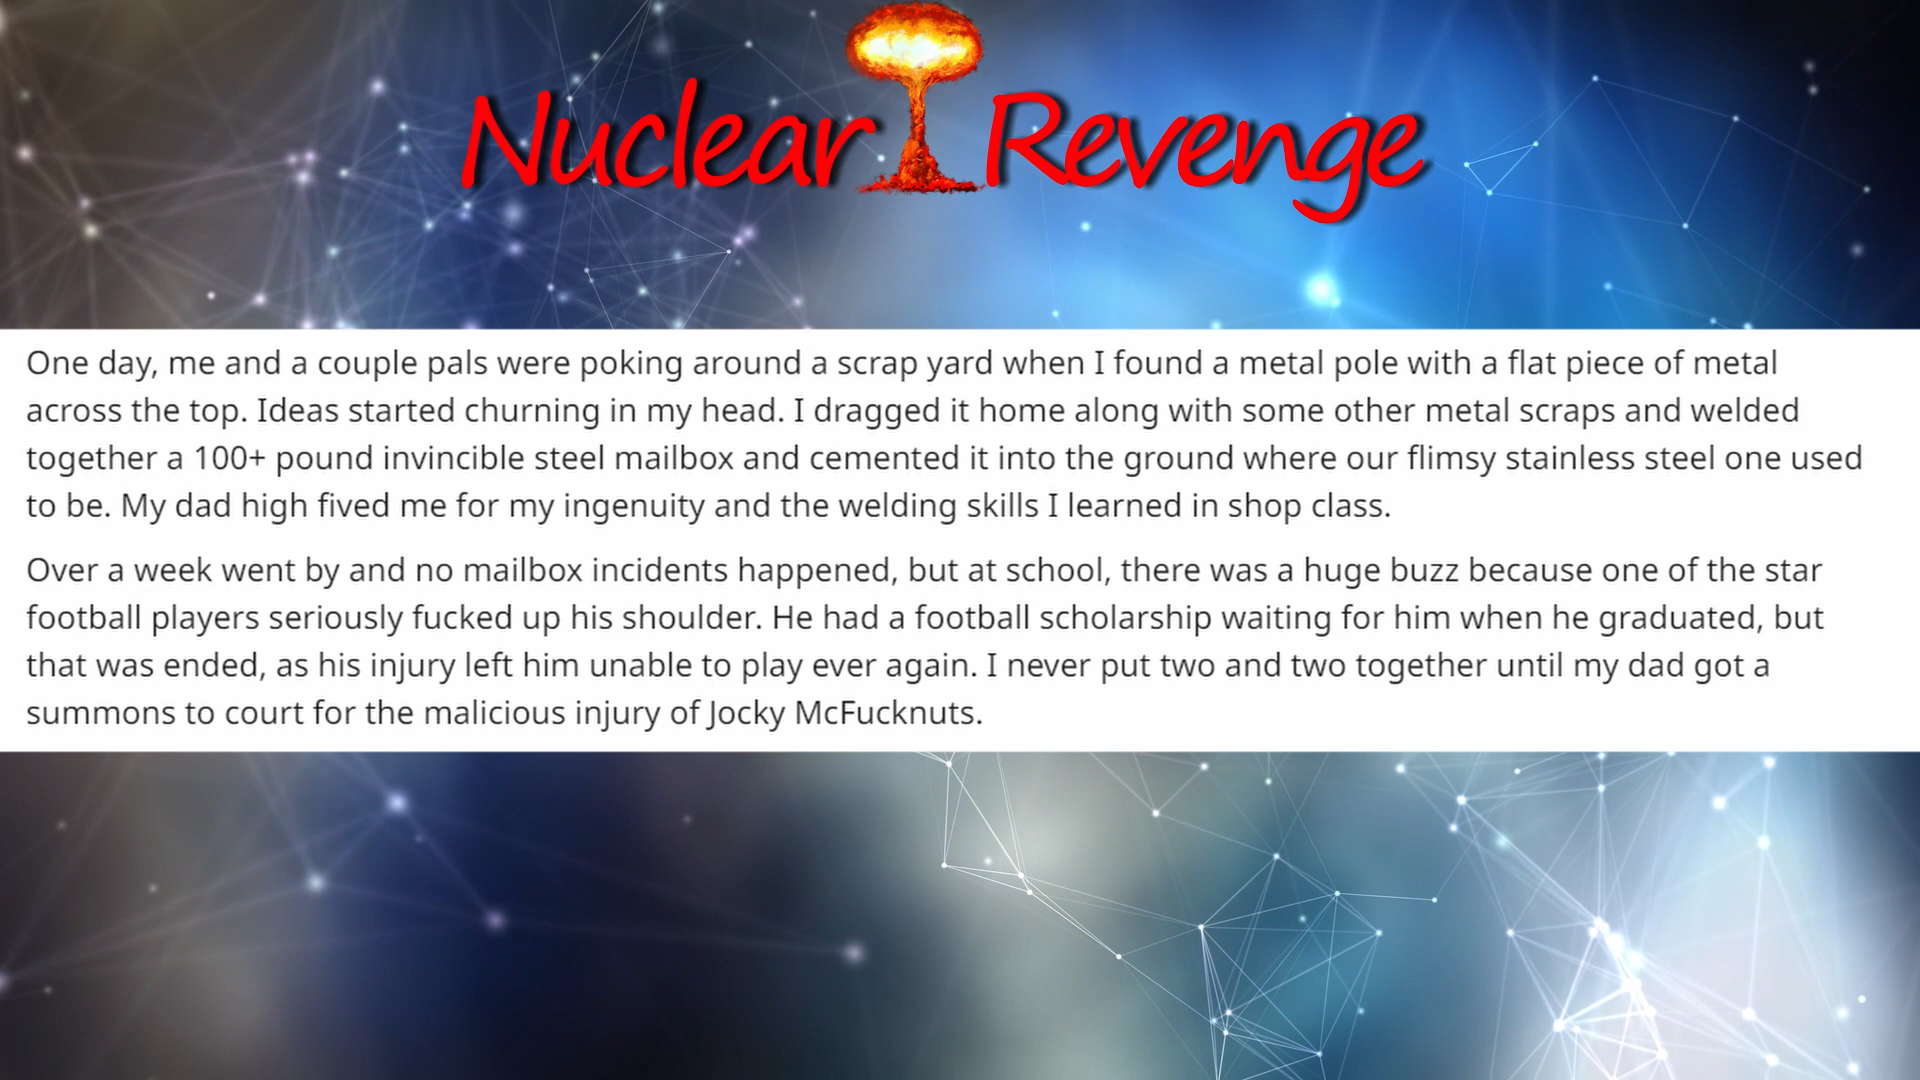 Nuclear Revenge
One day, me and a couple pals were poking around a scrap yard when I found a metal pole with a flat piece of metal
across the top. Ideas started churning in my head. I dragged it home along with some other metal scraps and welded
together a 100+ pound invincible steel mailbox and cemented it into the ground where our flimsy stainless steel one used
to be. My dad high fived me for my ingenuity and the welding skills I learned in shop class.
Over a week went by and no mailbox incidents happened, but at school, there was a huge buzz because one of the star
football players seriously fucked up his shoulder. He had a football scholarship waiting for him when he graduated, but
that was ended, as his injury left him unable to play ever again. I never put two and two together until my dad got a
summons to court for the malicious injury of Jocky McFucknuts.